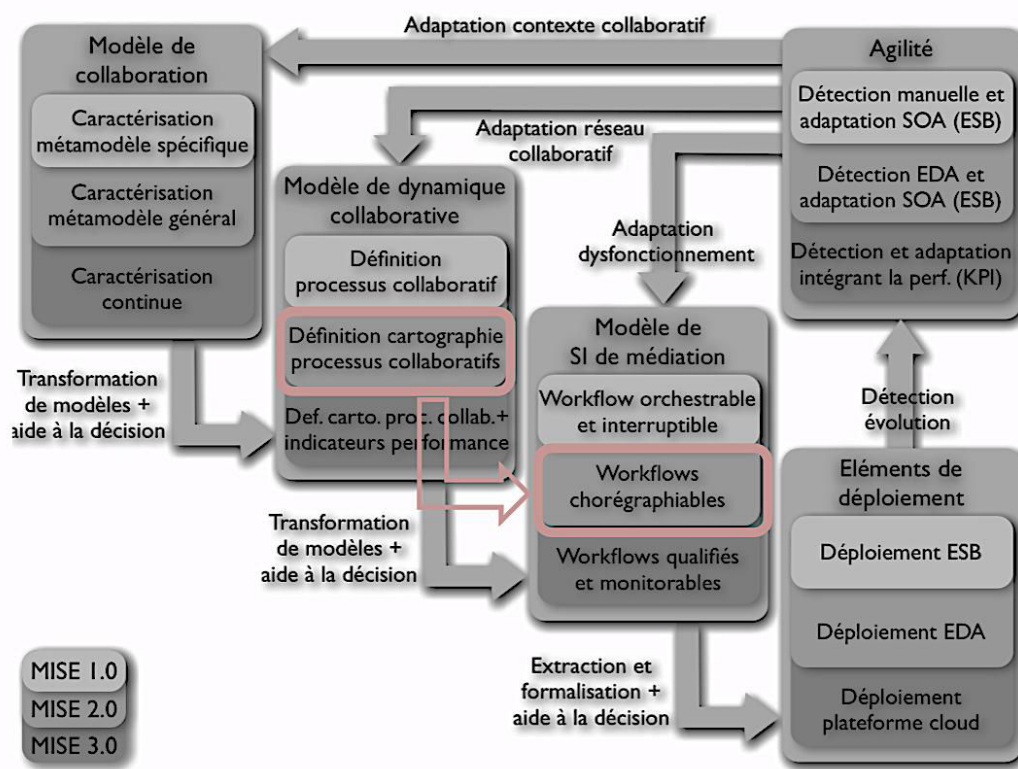 Adaptation contexte collaboratif
Modèle de
collaboration
Caractérisation
métamodèle spécifique
Caractérisation
métamodèle général
Caractérisation
continue
Agilité
Détection manuelle et
adaptation SOA (ESB)
Détection EDA et
adaptation SOA (ESB)
Détection et adaptation
intégrant la perf. (KPI)
Adaptation réseau
collaboratif
Modèle de dynamique
collaborative
Définition
processus collaboratif
Définition cartographie
processus collaboratifs
Def. carto. proc. collab.+
indicateurs performance
Adaptation
dysfonctionnement
Transformation
de modèles +
aide à la décision
Modèle de
SI de médiation
Workflow orchestrable
et interruptible
Workflows
chorégraphiables
Workflows qualifiés
et monitorables
Détection
évolution
Transformation
de modèles +
aide à la décision
Eléments de
déploiement
Déploiement ESB
Déploiement EDA
Déploiement
plateforme cloud
Extraction et
formalisation +
aide à la décision
MISE 1.0
MISE 2.0
MISE 3.0